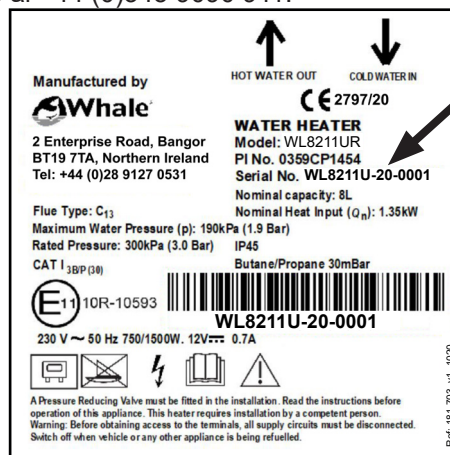 HOT WATER OUT
COLD WATER IN
Manufactured by
Whale
2797/20
2 Enterprise Road, Bangor
BT19 7TA, Northern Ireland
Tel: +44 (0)28 9127 0531
WATER HEATER
Model: WL8211UR
PI No. 0359CP1454
Serial No. WL8211U-20-0001
Nominal capacity: 8L
Flue Type: C13
Nominal Heat Input (Qn): 1.35kW
Maximum Water Pressure (p): 190kPa (1.9 Bar)
Rated Pressure: 300kPa (3.0 Bar) IP45
CAT I 3B/P (30) Butane/Propane 30mBar
E11 10R-10593
WL8211U-20-0001
230 V ~ 50 Hz 750/1500W. 12V⎓ 0.7A
A Pressure Reducing Valve must be fitted in the installation. Read the instructions before
operation of this appliance. This heater requires installation by a competent person.
Warning: Before obtaining access to the terminals, all supply circuits must be disconnected.
Switch off when vehicle or any other appliance is being refuelled.